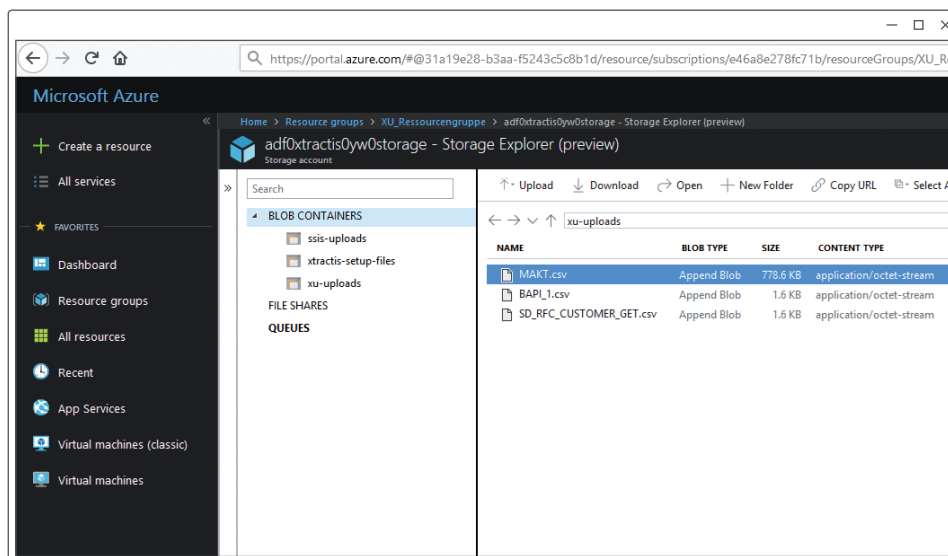 https://portal.azure.com/#@31a19e28-b3aa-f5243c5c8b1d/resource/subscriptions/e46a8e278fc71b/resourceGroups/XU_R
Microsoft Azure
Home > Resource groups > XU_Ressourcengruppe > adf0xtractis0yw0storage - Storage Explorer (preview)
adf0xtractis0yw0storage - Storage Explorer (preview)
Storage account
Create a resource
All services
FAVORITES
Dashboard
Resource groups
All resources
Recent
App Services
Virtual machines (classic)
Virtual machines
Search
BLOB CONTAINERS
ssis-uploads
xtractis-setup-files
xu-uploads
FILE SHARES
QUEUES
Upload Download Open New Folder Copy URL Select A
xu-uploads
NAME BLOB TYPE SIZE CONTENT TYPE
MAKT.csv Append Blob 778.6 KB application/octet-stream
BAPI_1.csv Append Blob 1.6 KB application/octet-stream
SD_RFC_CUSTOMER_GET.csv Append Blob 1.6 KB application/octet-stream